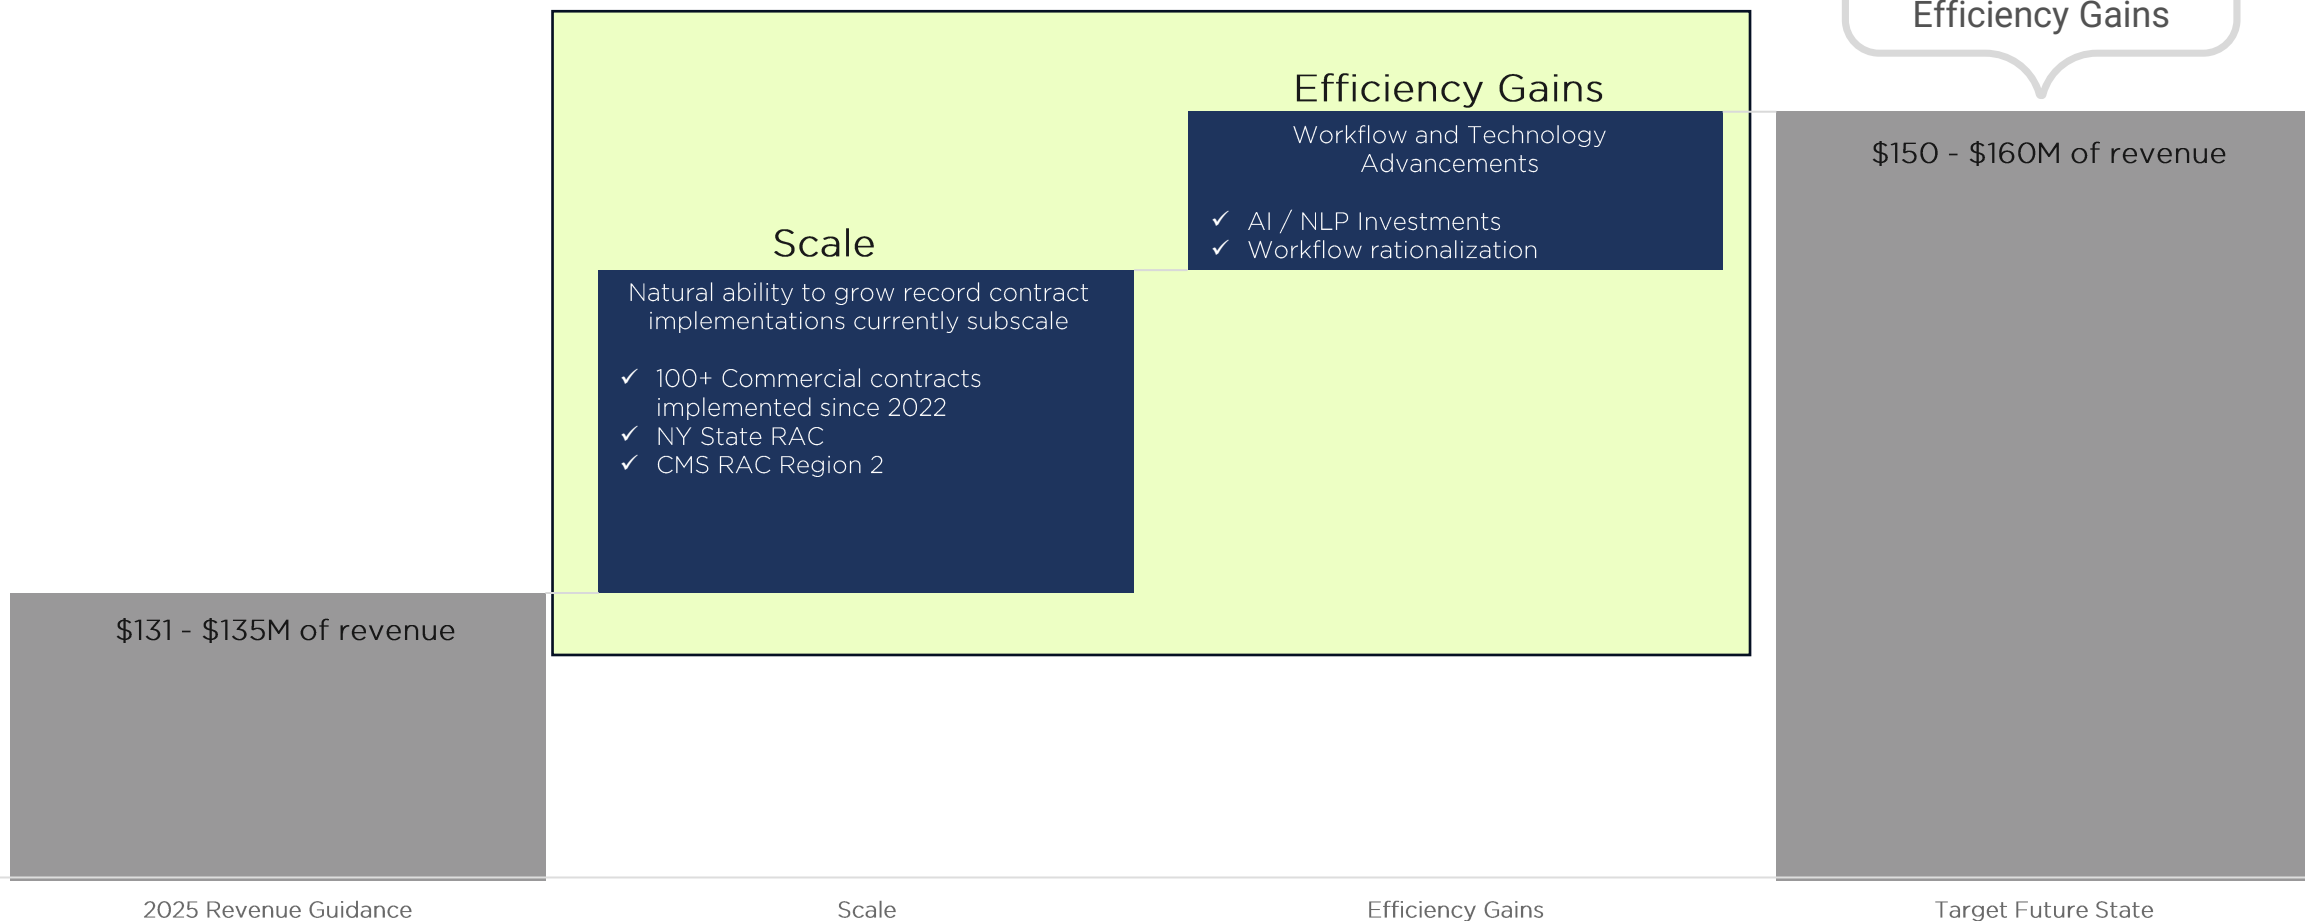 Efficiency Gains
Efficiency Gains
Workflow and Technology
Advancements
✓ AI / NLP Investments
✓ Workflow rationalization
$150 - $160M of revenue
Scale
Natural ability to grow record contract
implementations currently subscale
✓ 100+ Commercial contracts
implemented since 2022
✓ NY State RAC
✓ CMS RAC Region 2
$131 - $135M of revenue
2025 Revenue Guidance
Scale
Efficiency Gains
Target Future State